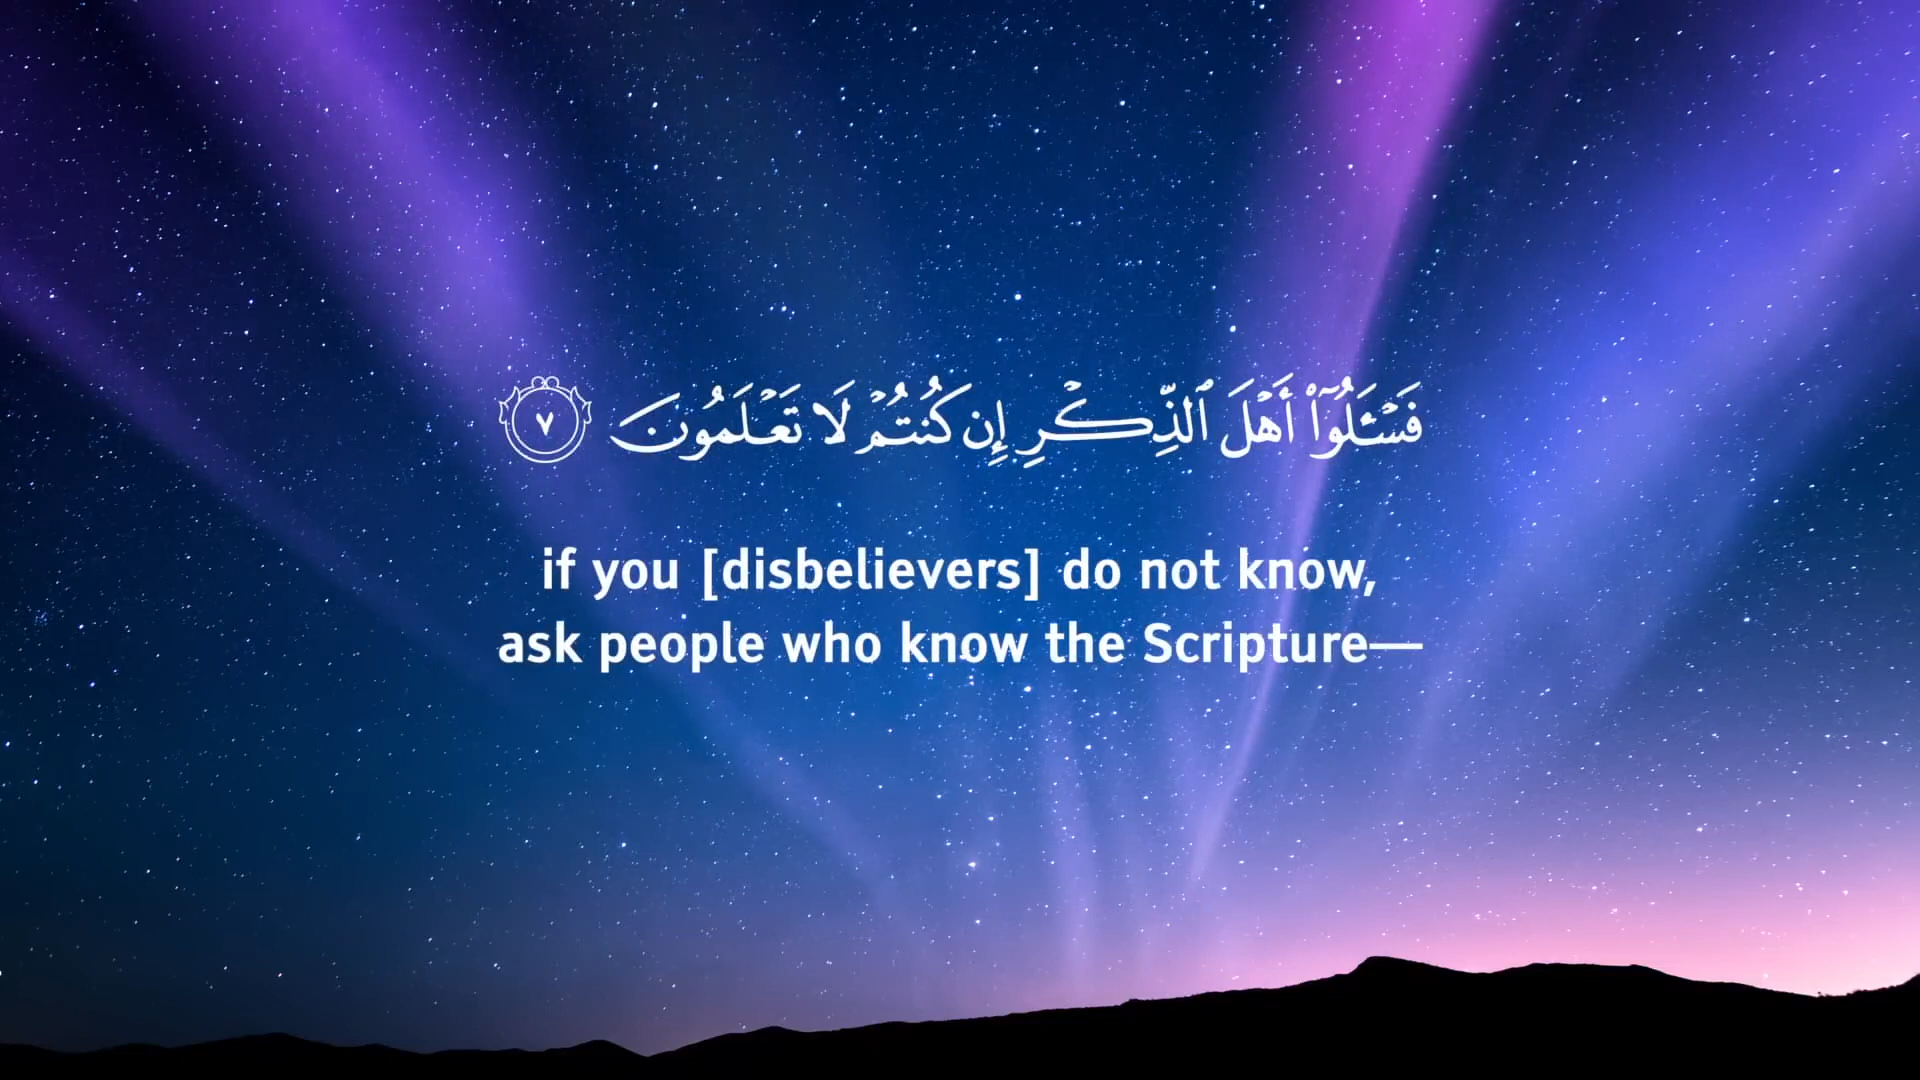 فَسْـَٔلُوٓا۟ أَهْلَ ٱلذِّكْرِ إِن كُنتُمْ لَا تَعْلَمُونَ ٧
if you [disbelievers] do not know,
ask people who know the Scripture—